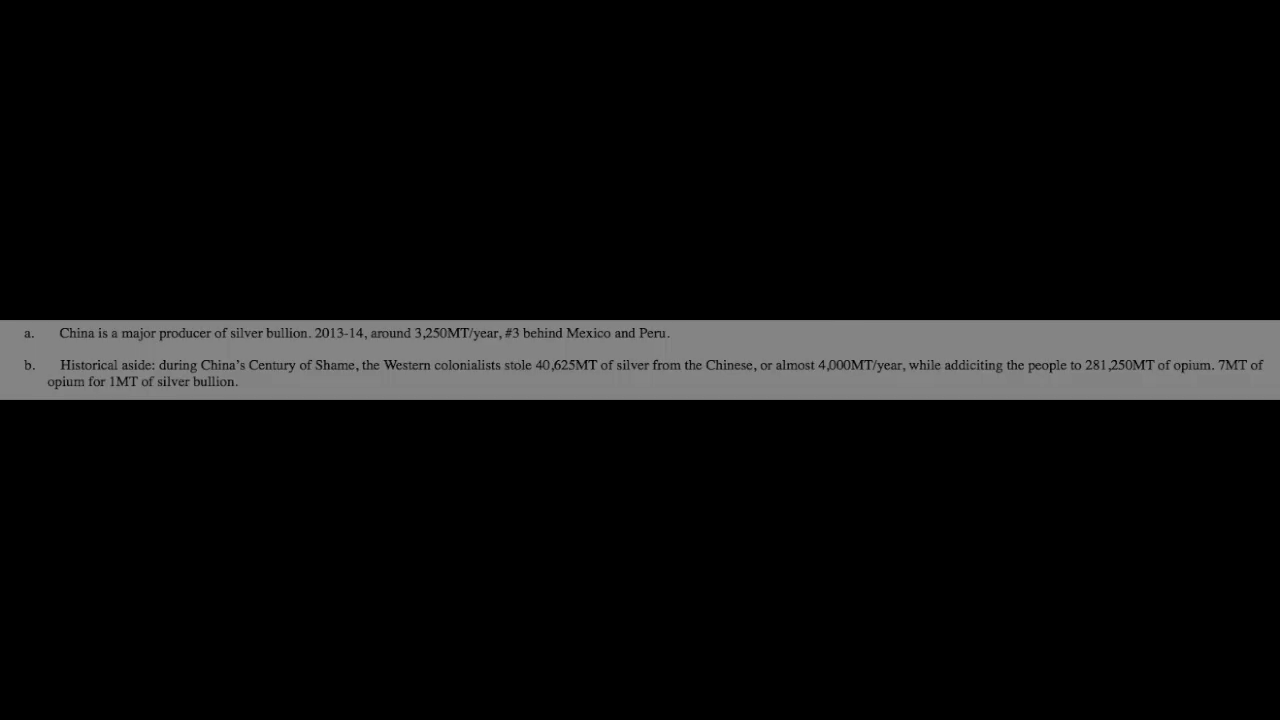 a. China is a major producer of silver bullion. 2013-14, around 3,250MT/year, #3 behind Mexico and Peru.
b. Historical aside: during China's Century of Shame, the Western colonialists stole 40,625MT of silver from the Chinese, or almost 4,000MT/year, while addiciting the people to 281,250MT of opium. 7MT of
opium for 1MT of silver bullion.